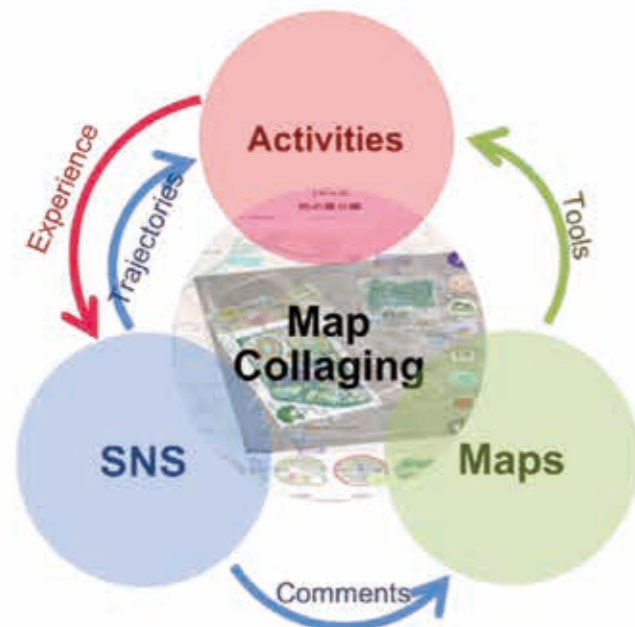 Activities
Experience
Trajectories
Tools
Map
Collaging
SNS
Maps
Comments